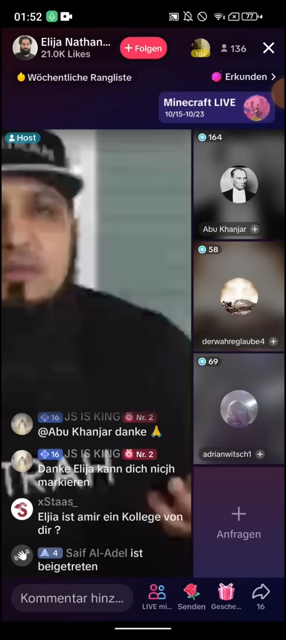 01:52
77
Elija Nathan...
21.0K Likes
+ Folgen
136
Wöchentliche Rangliste
Erkunden >
Minecraft LIVE
10/15-10/23
Host
164
Abu Khanjar +
58
derwahreglaube4 +
69
adrianwitsch1 +
+
Anfragen
16 JS IS KING Nr. 2
@Abu Khanjar danke 🙏
16 JS IS KING Nr. 2
Danke Elija kann dich nicjh
markieren
xStaas_
Eljia ist amir ein Kollege von
dir ?
4 Saif Al-Adel ist
beigetreten
Kommentar hinz...
LIVE mi...
Senden
Gesche...
16